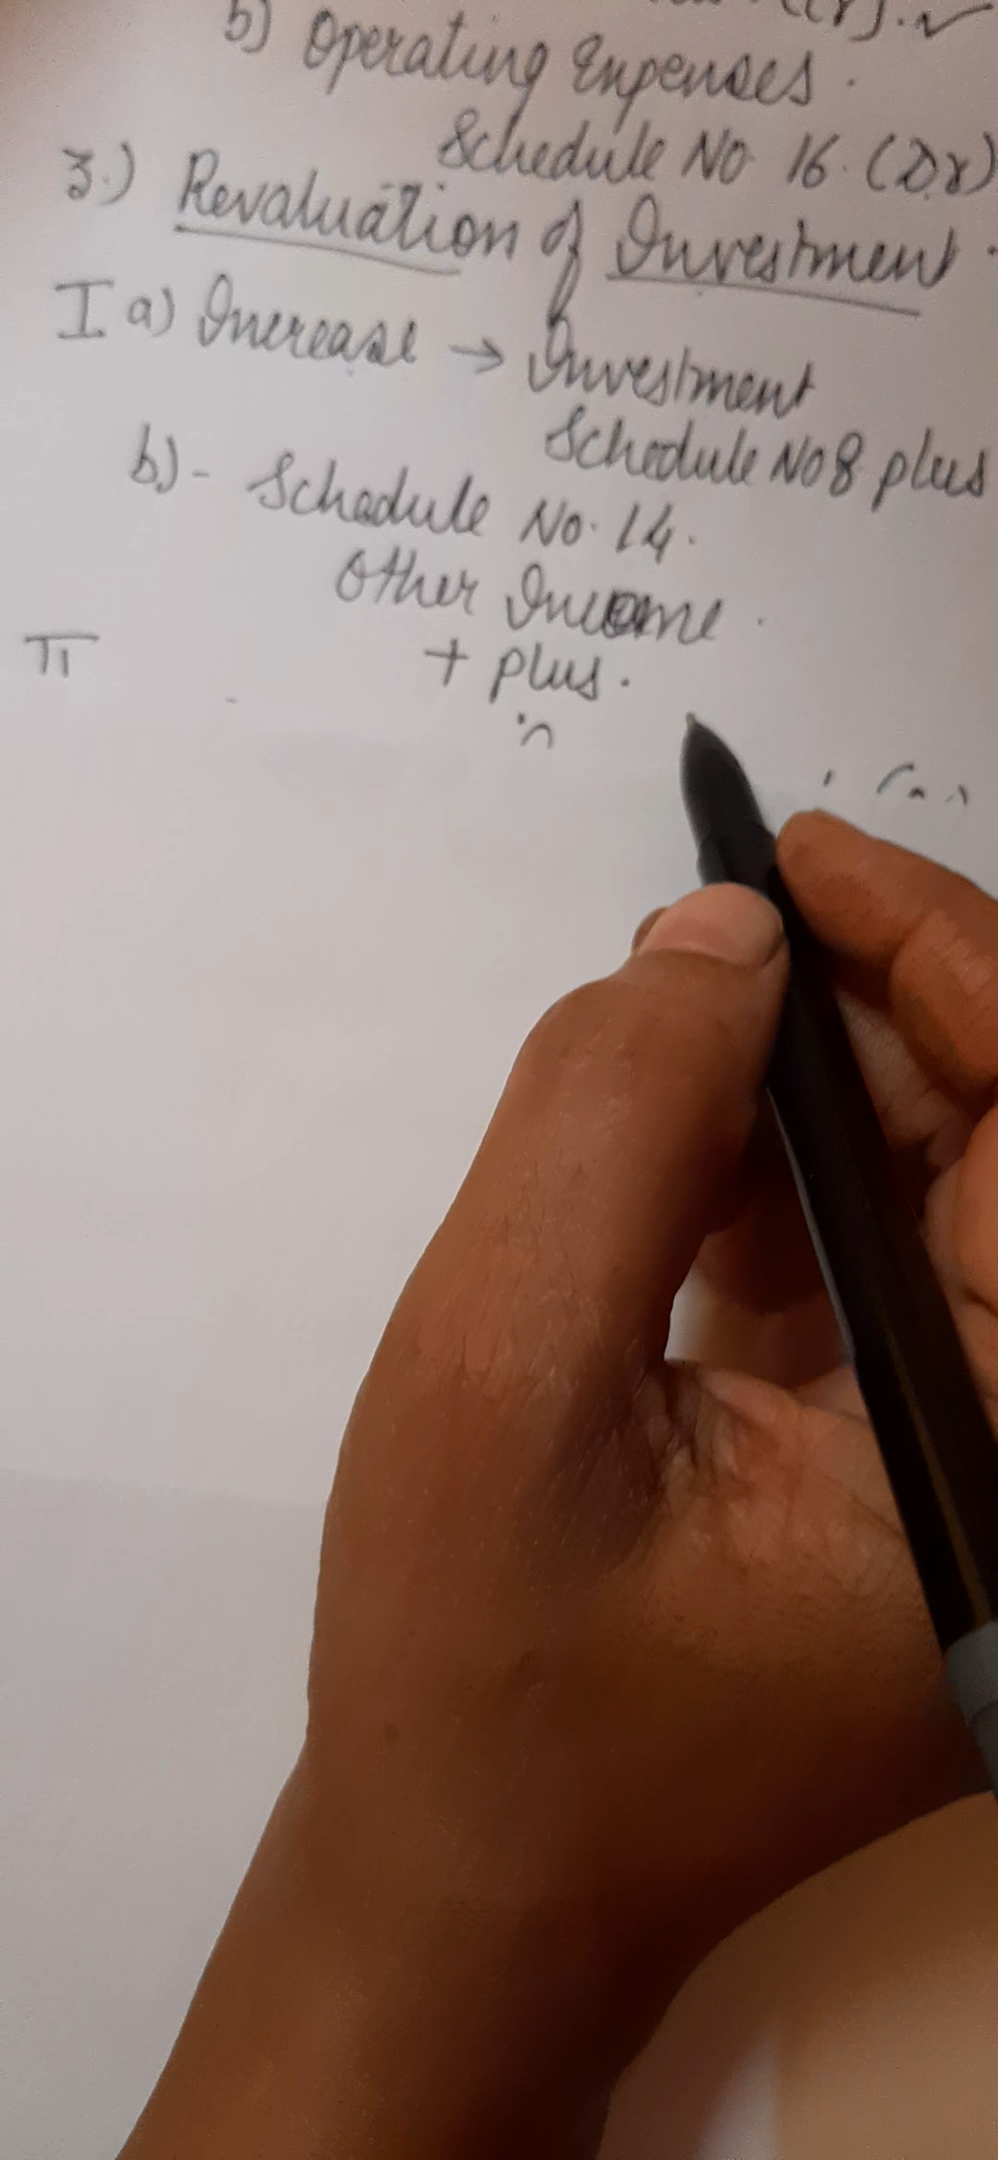 5) Operating Expenses.
Schedule No 16. (Dr)
3.) Revaluation of Investment.
I a) Increase → Investment
Schedule No 8 plus
b) - Schedule No. 14.
Other Income.
II + plus.